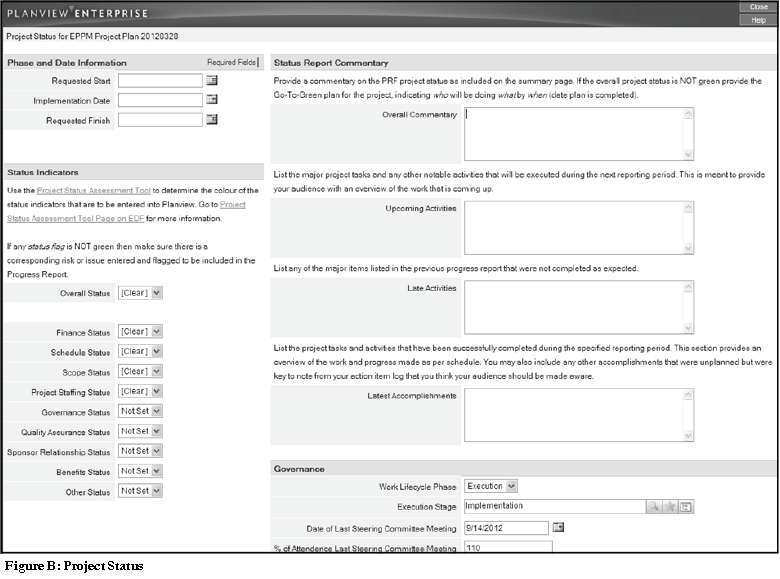 PLANVIEW ENTERPRISE
Close
Help
Project Status for EPPM Project Plan 20120328
Phase and Date Information
Required Fields
Requested Start
Implementation Date
Requested Finish
Status Indicators
Use the Project Status Assessment Tool to determine the colour of the
status indicators that are to be entered into Planview. Go to Project
Status Assessment Tool Page on EDF for more information.
If any status flag is NOT green then make sure there is a
corresponding risk or issue entered and flagged to be included in the
Progress Report.
Overall Status [Clear]
Finance Status [Clear]
Schedule Status [Clear]
Scope Status [Clear]
Project Staffing Status [Clear]
Governance Status Not Set
Quality Assurance Status Not Set
Sponsor Relationship Status Not Set
Benefits Status Not Set
Other Status Not Set
Status Report Commentary
Provide a commentary on the PRF project status as included on the summary page. If the overall project status is NOT green provide the
Go-To-Green plan for the project, indicating who will be doing what by when (date plan is completed).
Overall Commentary
List the major project tasks and any other notable activities that will be executed during the next reporting period. This is meant to provide
your audience with an overview of the work that is coming up.
Upcoming Activities
List any of the major items listed in the previous progress report that were not completed as expected.
Late Activities
List the project tasks and activities that have been successfully completed during the specified reporting period. This section provides an
overview of the work and progress made as per schedule. You may also include any other accomplishments that were unplanned but were
key to note from your action item log that you think your audience should be made aware.
Latest Accomplishments
Governance
Work Lifecycle Phase Execution
Execution Stage Implementation
Date of Last Steering Committee Meeting 9/14/2012
% of Attendence Last Steering Committee Meeting 110
Figure B: Project Status